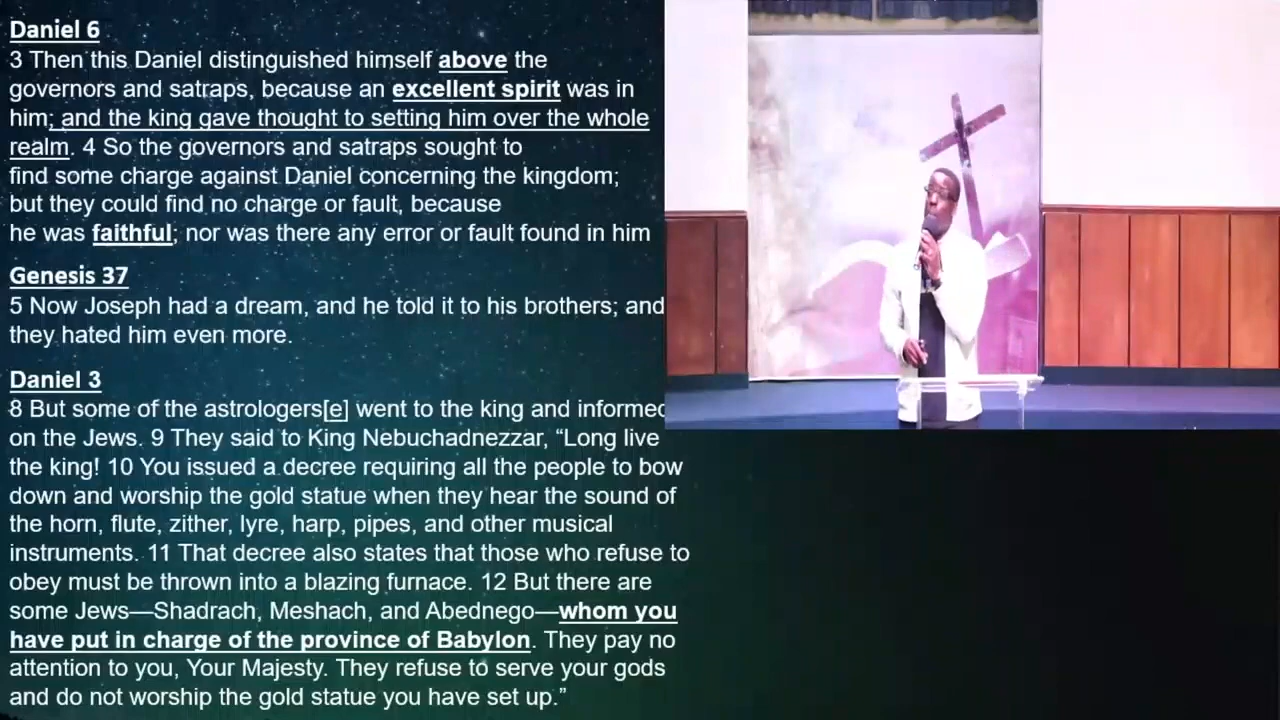 Daniel 6
3 Then this Daniel distinguished himself above the
governors and satraps, because an excellent spirit was in
him; and the king gave thought to setting him over the whole
realm. 4 So the governors and satraps sought to
find some charge against Daniel concerning the kingdom;
but they could find no charge or fault, because
he was faithful; nor was there any error or fault found in him
Genesis 37
5 Now Joseph had a dream, and he told it to his brothers; and
they hated him even more.
Daniel 3
8 But some of the astrologers[e] went to the king and informed
on the Jews. 9 They said to King Nebuchadnezzar, “Long live
the king! 10 You issued a decree requiring all the people to bow
down and worship the gold statue when they hear the sound of
the horn, flute, zither, lyre, harp, pipes, and other musical
instruments. 11 That decree also states that those who refuse to
obey must be thrown into a blazing furnace. 12 But there are
some Jews—Shadrach, Meshach, and Abednego—whom you
have put in charge of the province of Babylon. They pay no
attention to you, Your Majesty. They refuse to serve your gods
and do not worship the gold statue you have set up.”